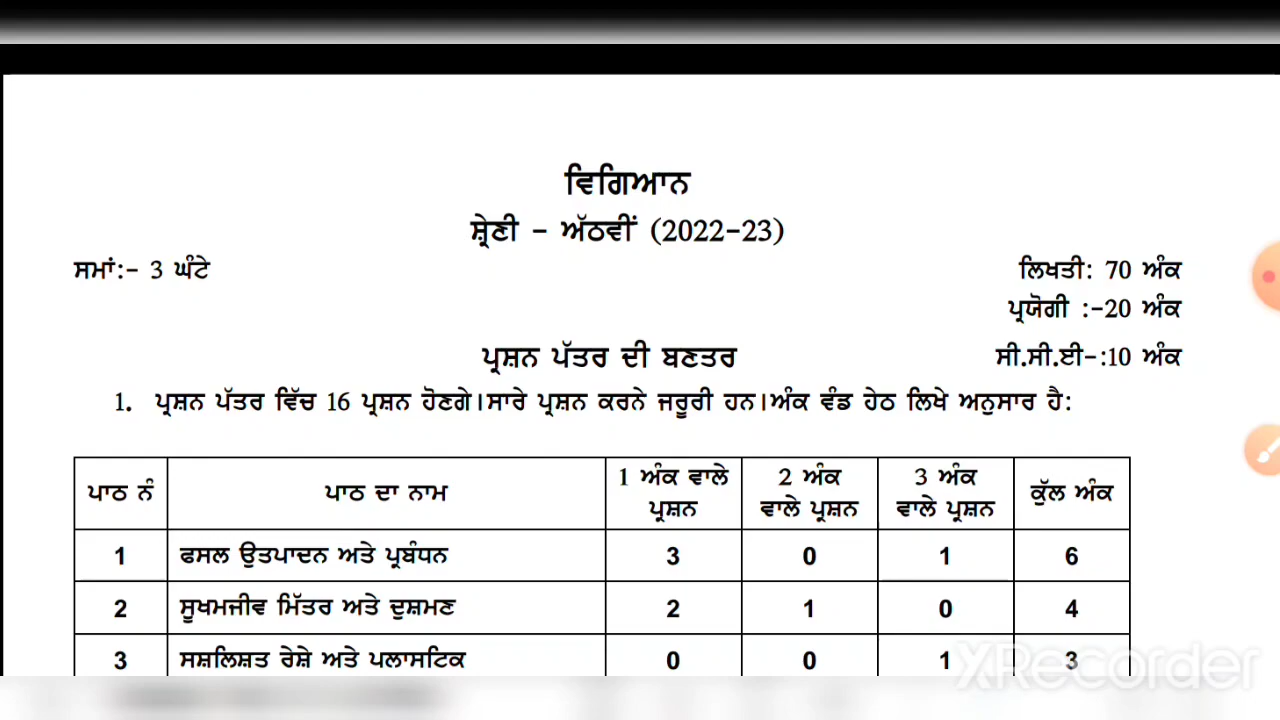 ਵਿਗਿਆਨ
ਸ਼੍ਰੇਣੀ - ਅੱਠਵੀਂ (2022-23)
ਸਮਾਂ:- 3 ਘੰਟੇ ਲਿਖਤੀ: 70 ਅੰਕ
ਪ੍ਰਯੋਗੀ :-20 ਅੰਕ
ਪ੍ਰਸ਼ਨ ਪੱਤਰ ਦੀ ਬਣਤਰ ਸੀ.ਸੀ.ਈ-:10 ਅੰਕ
1. ਪ੍ਰਸ਼ਨ ਪੱਤਰ ਵਿੱਚ 16 ਪ੍ਰਸ਼ਨ ਹੋਣਗੇ।ਸਾਰੇ ਪ੍ਰਸ਼ਨ ਕਰਨੇ ਜਰੂਰੀ ਹਨ।ਅੰਕ ਵੰਡ ਹੇਠ ਲਿਖੇ ਅਨੁਸਾਰ ਹੈ:
ਪਾਠ ਨੰ ਪਾਠ ਦਾ ਨਾਮ 1 ਅੰਕ ਵਾਲੇ ਪ੍ਰਸ਼ਨ 2 ਅੰਕ ਵਾਲੇ ਪ੍ਰਸ਼ਨ 3 ਅੰਕ ਵਾਲੇ ਪ੍ਰਸ਼ਨ ਕੁੱਲ ਅੰਕ
1 ਫਸਲ ਉਤਪਾਦਨ ਅਤੇ ਪ੍ਰਬੰਧਨ 3 0 1 6
2 ਸੂਖਮਜੀਵ ਮਿੱਤਰ ਅਤੇ ਦੁਸ਼ਮਣ 2 1 0 4
3 ਸਸ਼ਲਿਸ਼ਤ ਰੇਸ਼ੇ ਅਤੇ ਪਲਾਸਟਿਕ 0 0 1 3
XRecorder